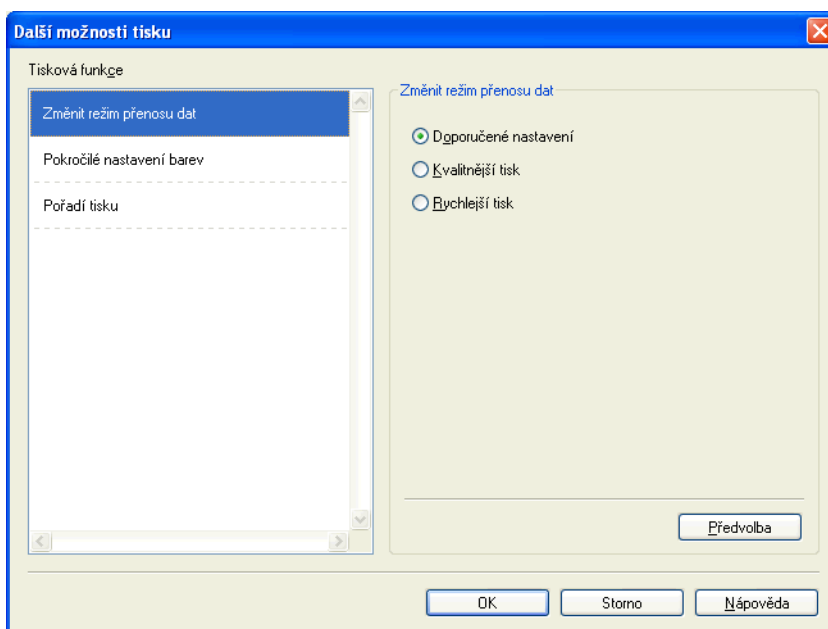 Další možnosti tisku
Tisková funkce
Změnit režim přenosu dat
Pokročilé nastavení barev
Pořadí tisku
Změnit režim přenosu dat
Doporučené nastavení
Kvalitnější tisk
Rychlejší tisk
Předvolba
OK
Storno
Nápověda